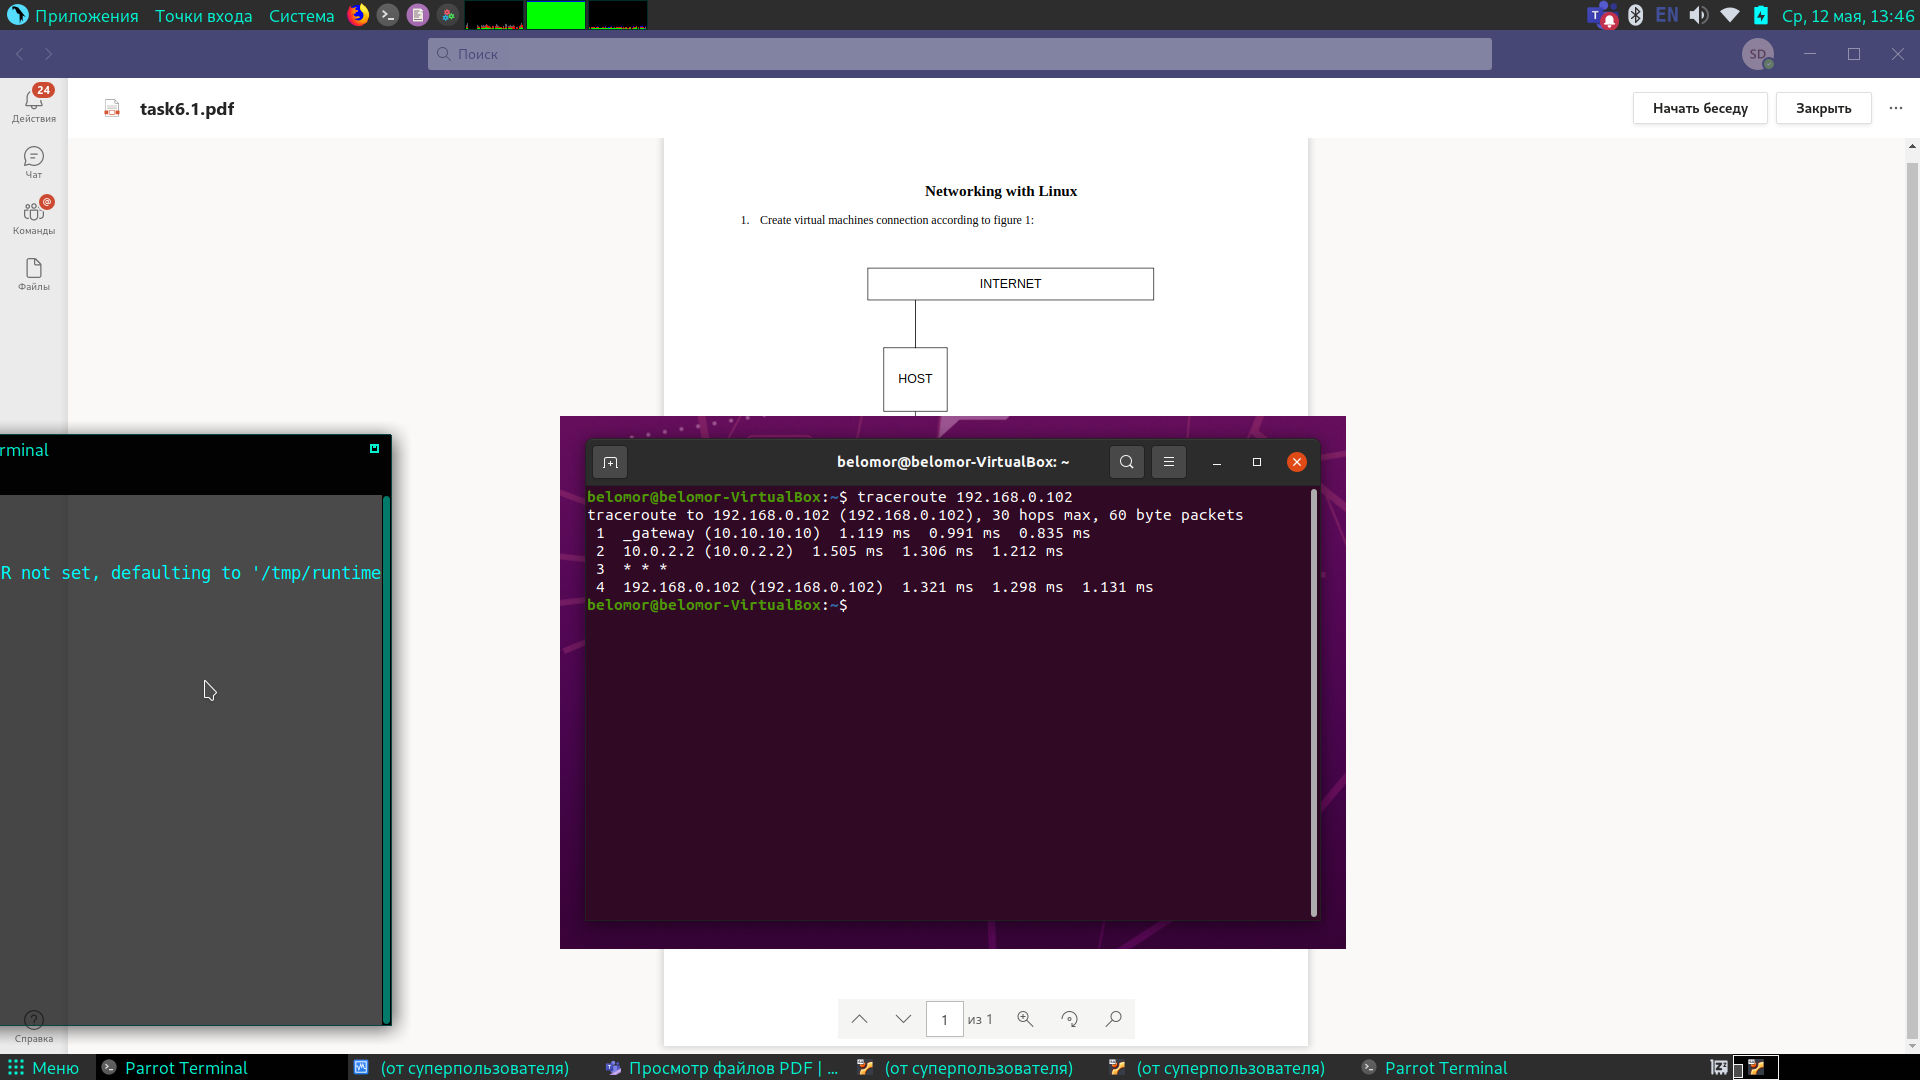 Приложения Точки входа Система EN Ср, 12 мая, 13:46
Поиск SD
24
Действия
task6.1.pdf Начать беседу Закрыть ...
Чат
@
Команды
Файлы
Networking with Linux
1. Create virtual machines connection according to figure 1:
INTERNET
HOST
rminal
R not set, defaulting to '/tmp/runtime
belomor@belomor-VirtualBox: ~
belomor@belomor-VirtualBox:~$ traceroute 192.168.0.102
traceroute to 192.168.0.102 (192.168.0.102), 30 hops max, 60 byte packets
1 _gateway (10.10.10.10) 1.119 ms 0.991 ms 0.835 ms
2 10.0.2.2 (10.0.2.2) 1.505 ms 1.306 ms 1.212 ms
3 * * *
4 192.168.0.102 (192.168.0.102) 1.321 ms 1.298 ms 1.131 ms
belomor@belomor-VirtualBox:~$
1 из 1
Справка
Меню Parrot Terminal (от суперпользователя) Просмотр файлов PDF | ... (от суперпользователя) (от суперпользователя) Parrot Terminal